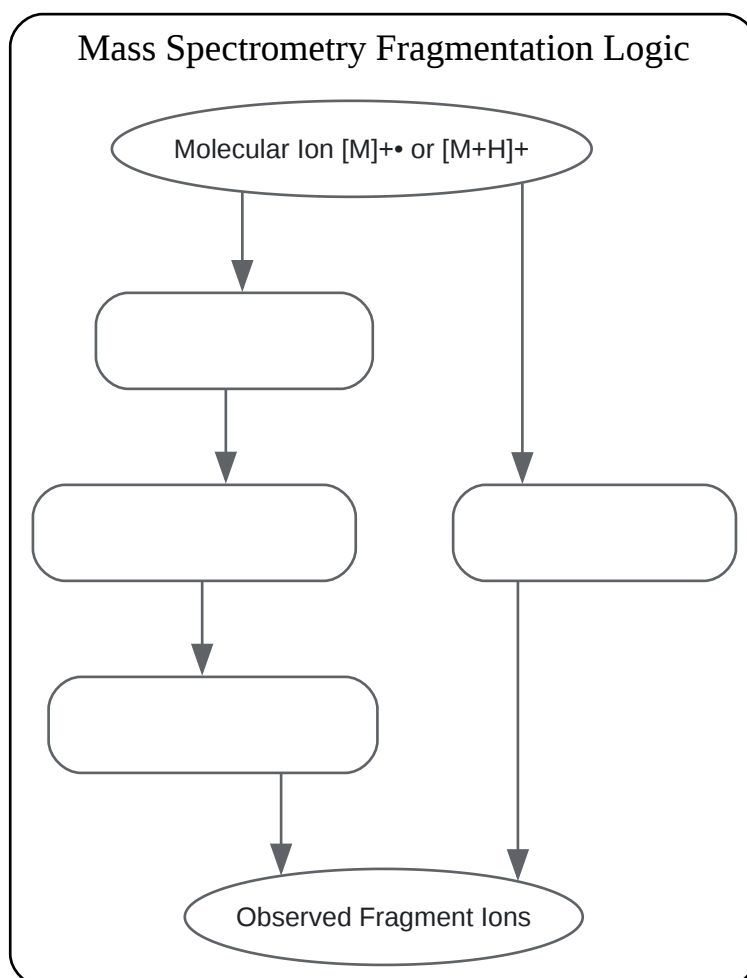 Mass Spectrometry Fragmentation Logic
Molecular Ion [M]+• or [M+H]+
Observed Fragment Ions